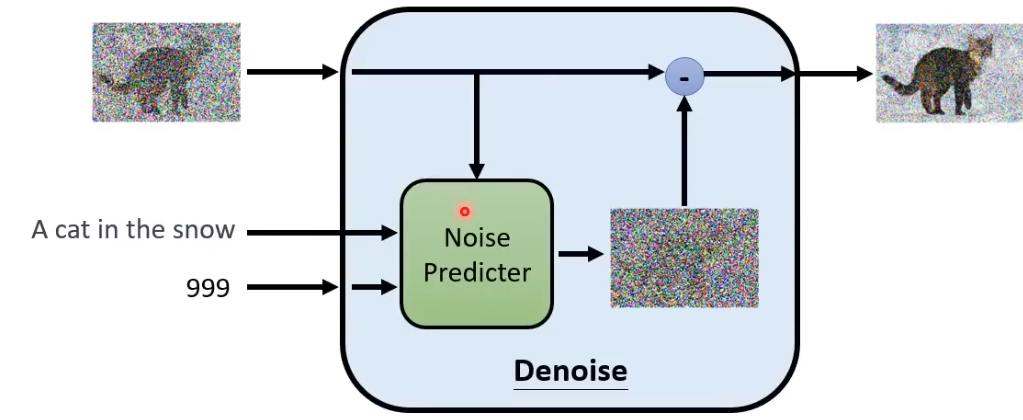 -
A cat in the snow
Noise
Predicter
999
Denoise